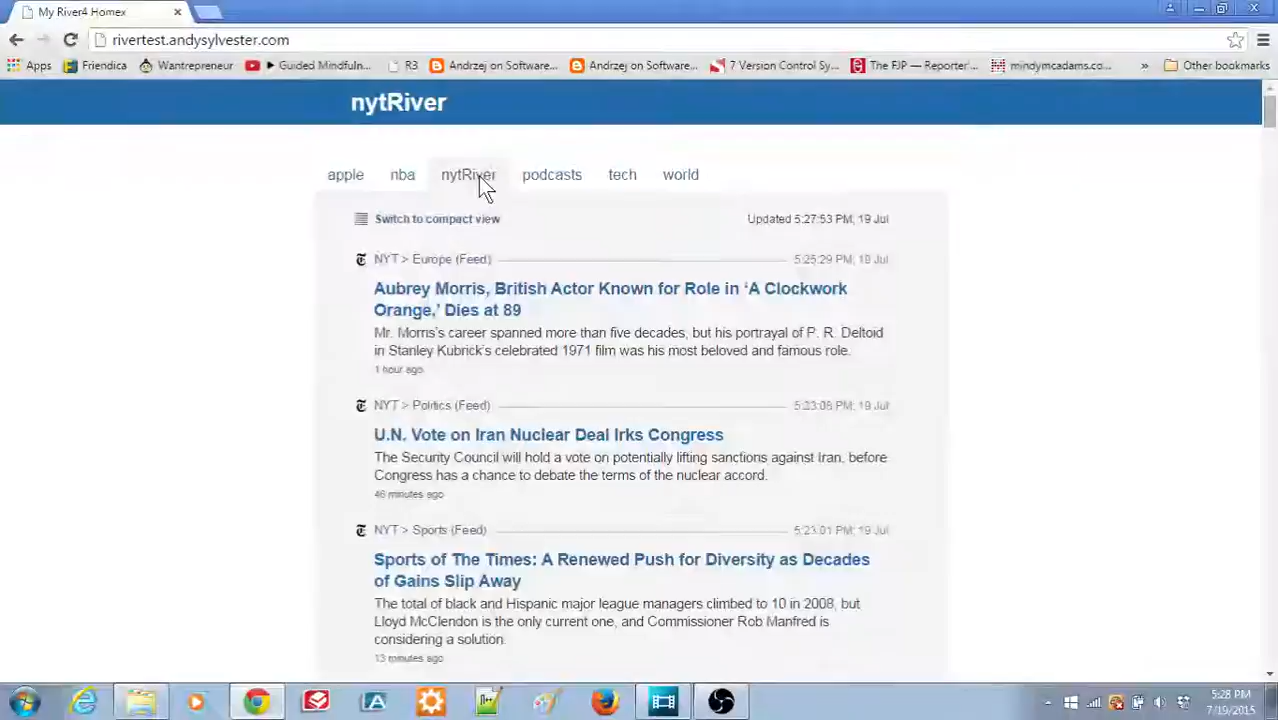 My River4 Homex
rivertest.andysylvester.com
Apps Friendica Wantrepreneur Guided Mindfuln... R3 Andrzej on Software... Andrzej on Software... 7 Version Control Sy... The FJP — Reporter'... mindymcadams.co... » Other bookmarks
nytRiver
apple nba nytRiver podcasts tech world
Switch to compact view Updated 5:27:53 PM; 19 Jul
NYT > Europe (Feed) 5:25:29 PM; 19 Jul
Aubrey Morris, British Actor Known for Role in ‘A Clockwork
Orange,’ Dies at 89
Mr. Morris’s career spanned more than five decades, but his portrayal of P. R. Deltoid
in Stanley Kubrick’s celebrated 1971 film was his most beloved and famous role.
1 hour ago
NYT > Politics (Feed) 5:23:08 PM; 19 Jul
U.N. Vote on Iran Nuclear Deal Irks Congress
The Security Council will hold a vote on potentially lifting sanctions against Iran, before
Congress has a chance to debate the terms of the nuclear accord.
46 minutes ago
NYT > Sports (Feed) 5:23:01 PM; 19 Jul
Sports of The Times: A Renewed Push for Diversity as Decades
of Gains Slip Away
The total of black and Hispanic major league managers climbed to 10 in 2008, but
Lloyd McClendon is the only current one, and Commissioner Rob Manfred is
considering a solution.
13 minutes ago
5:28 PM
7/19/2015